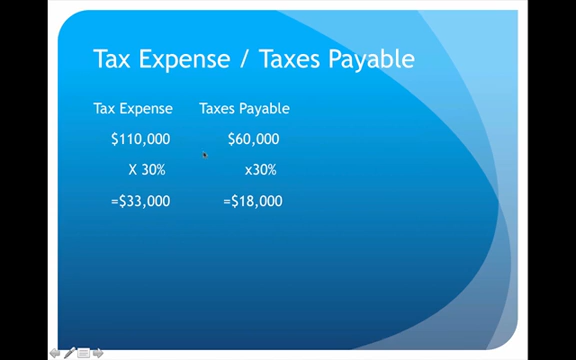 Tax Expense / Taxes Payable
Tax Expense Taxes Payable
$110,000 $60,000
X 30% x30%
=$33,000 =$18,000